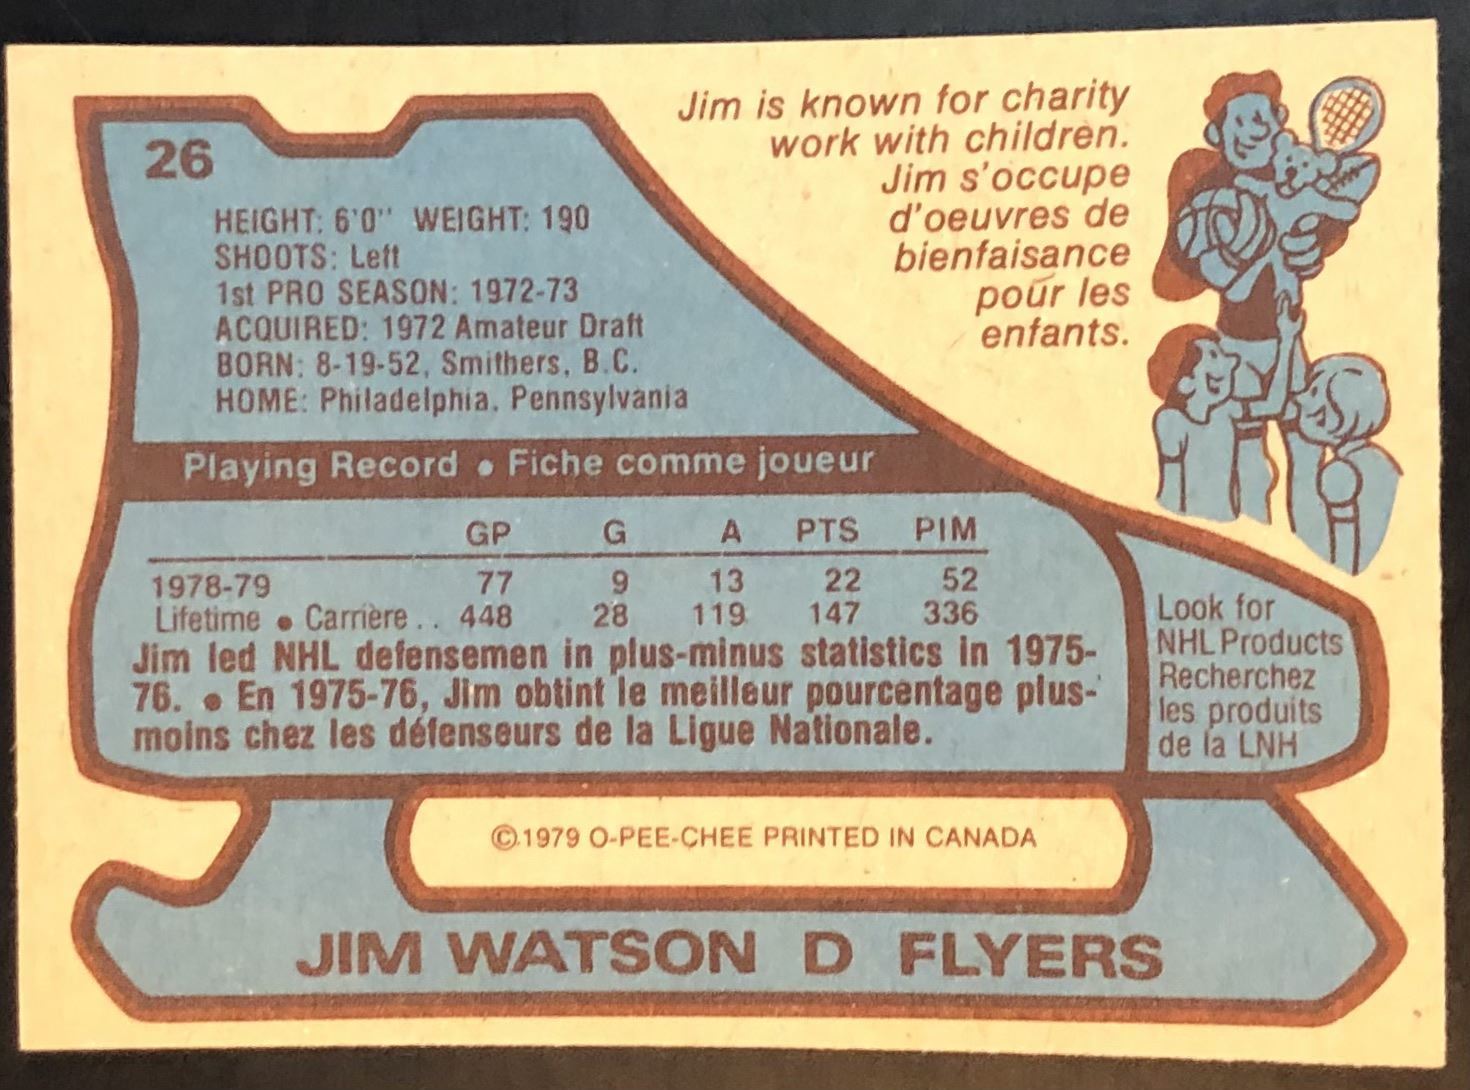 Jim is known for charity
work with children.
Jim s'occupe
d'oeuvres de
bienfaisance
pour les
enfants.
26
HEIGHT: 6'0" WEIGHT: 190
SHOOTS: Left
1st PRO SEASON: 1972-73
ACQUIRED: 1972 Amateur Draft
BORN: 8-19-52, Smithers, B.C.
HOME: Philadelphia, Pennsylvania
Playing Record • Fiche comme joueur
GP G A PTS PIM
1978-79 77 9 13 22 52
Lifetime • Carrière .. 448 28 119 147 336
Jim led NHL defensemen in plus-minus statistics in 1975-
76. • En 1975-76, Jim obtint le meilleur pourcentage plus-
moins chez les défenseurs de la Ligue Nationale.
Look for
NHL Products
Recherchez
les produits
de la LNH
©1979 O-PEE-CHEE PRINTED IN CANADA
JIM WATSON D FLYERS